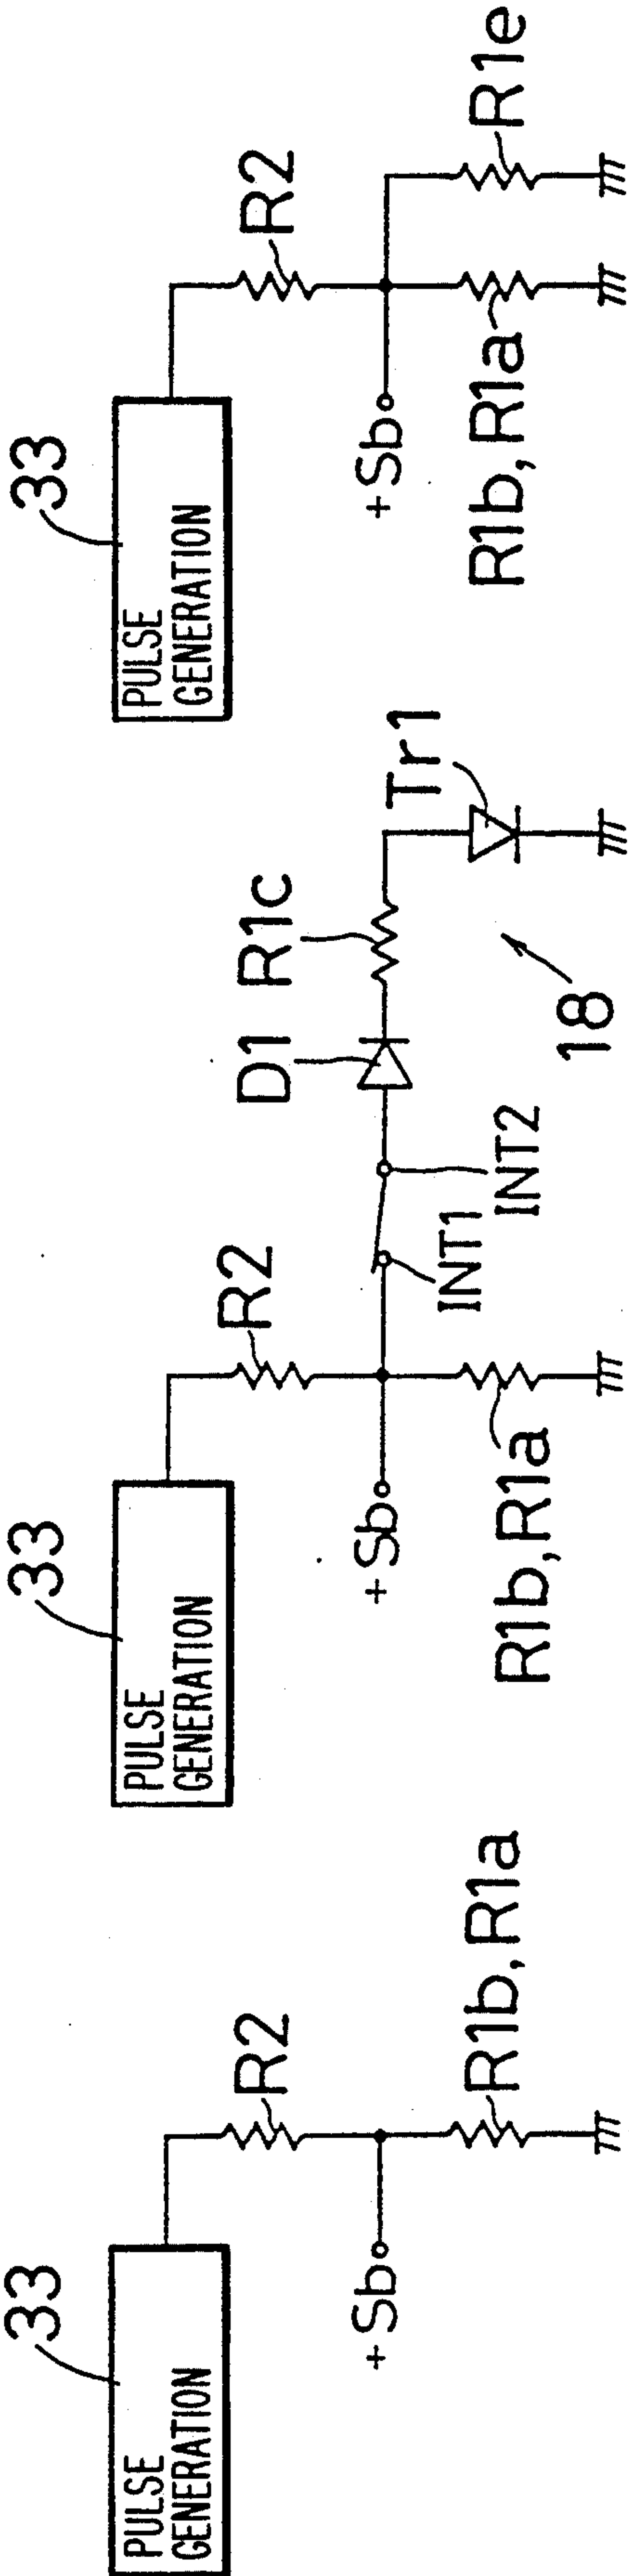 33
PULSE
GENERATION
R2
+Sb
R1b, R1a
33
PULSE
GENERATION
R2
+Sb
R1b, R1a
INT1
INT2
D1
R1c
Tr1
18
33
PULSE
GENERATION
R2
+Sb
R1b, R1a
R1e